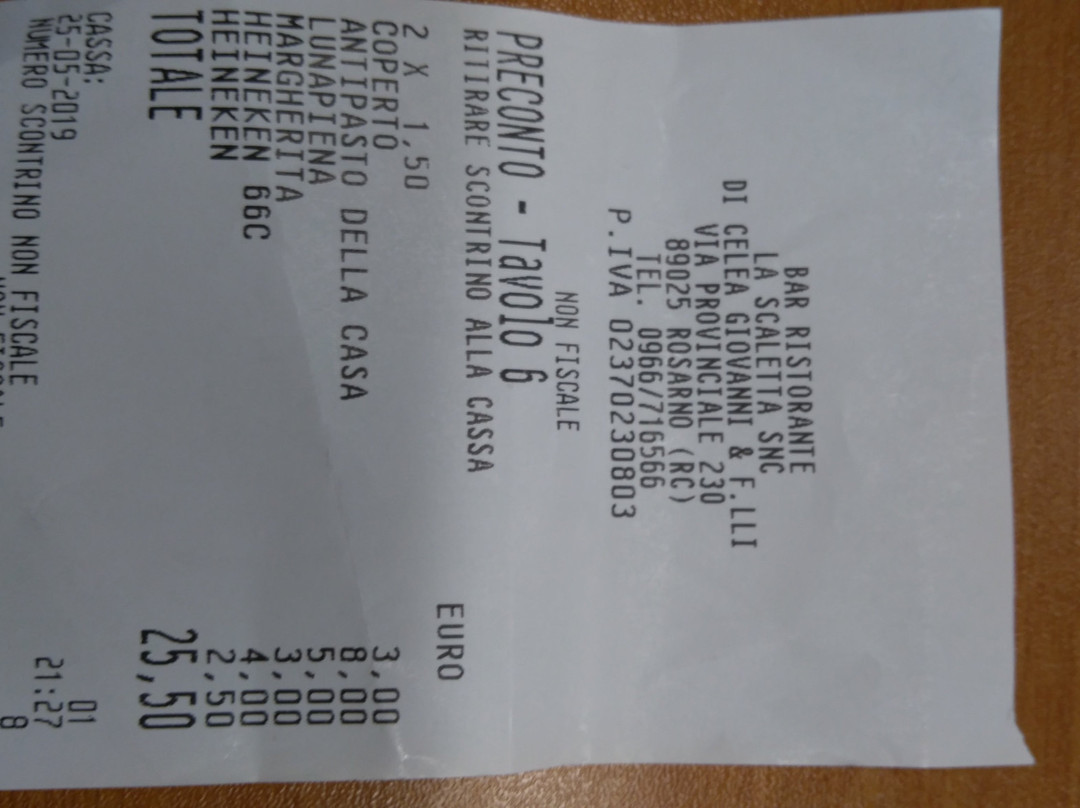 BAR RISTORANTE
LA SCALETTA SNC
DI CELEA GIOVANNI & F.LLI
VIA PROVINCIALE 230
89025 ROSARNO (RC)
TEL. 0966/716566
P.IVA 02370230803
NON FISCALE
PRECONTO - Tavolo 6
RITIRARE SCONTRINO ALLA CASSA
EURO
2 X 1,50
COPERTO 3,00
ANTIPASTO DELLA CASA 8,00
LUNAPIENA 5,00
MARGHERITA 3,00
HEINEKEN 66C 4,00
HEINEKEN 2,50
TOTALE 25,50
CASSA: 01
25-05-2019 21:27
NUMERO SCONTRINO NON FISCALE 8